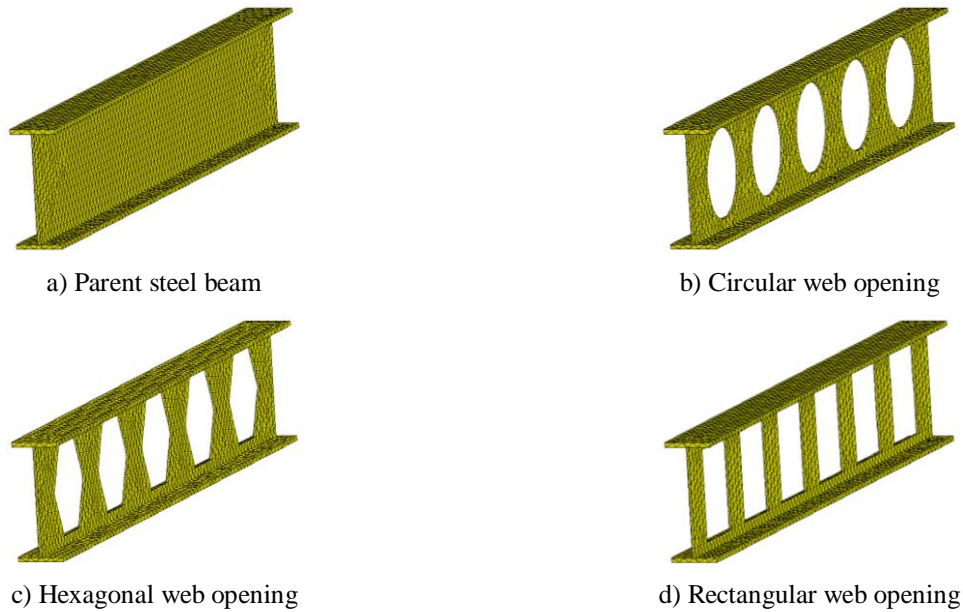 a) Parent steel beam
b) Circular web opening
c) Hexagonal web opening
d) Rectangular web opening